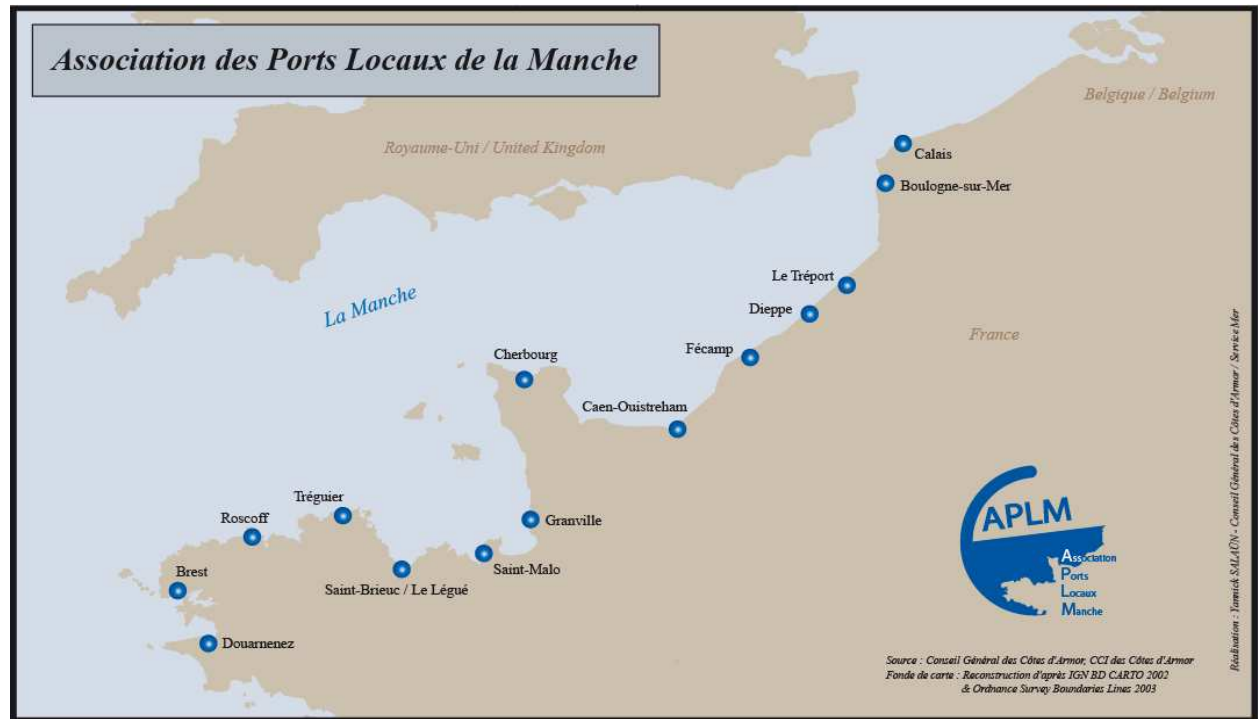 Association des Ports Locaux de la Manche
Belgique / Belgium
Royaume-Uni / United Kingdom
Calais
Boulogne-sur-Mer
Le Tréport
La Manche
Dieppe
France
Fécamp
Cherbourg
Caen-Ouistreham
Tréguier
Roscoff
Granville
Saint-Malo
Brest
Saint-Brieuc / Le Légué
Douarnenez
APLM
Association
Ports
Locaux
Manche
Source : Conseil Général des Côtes d'Armor, CCI des Côtes d'Armor
Fonde de carte : Reconstruction d'après IGN BD CARTO 2002
& Ordnance Survey Boundaries Lines 2003
Réalisation : Yannick SALAÜN - Conseil Général des Côtes d'Armor / Service Mer